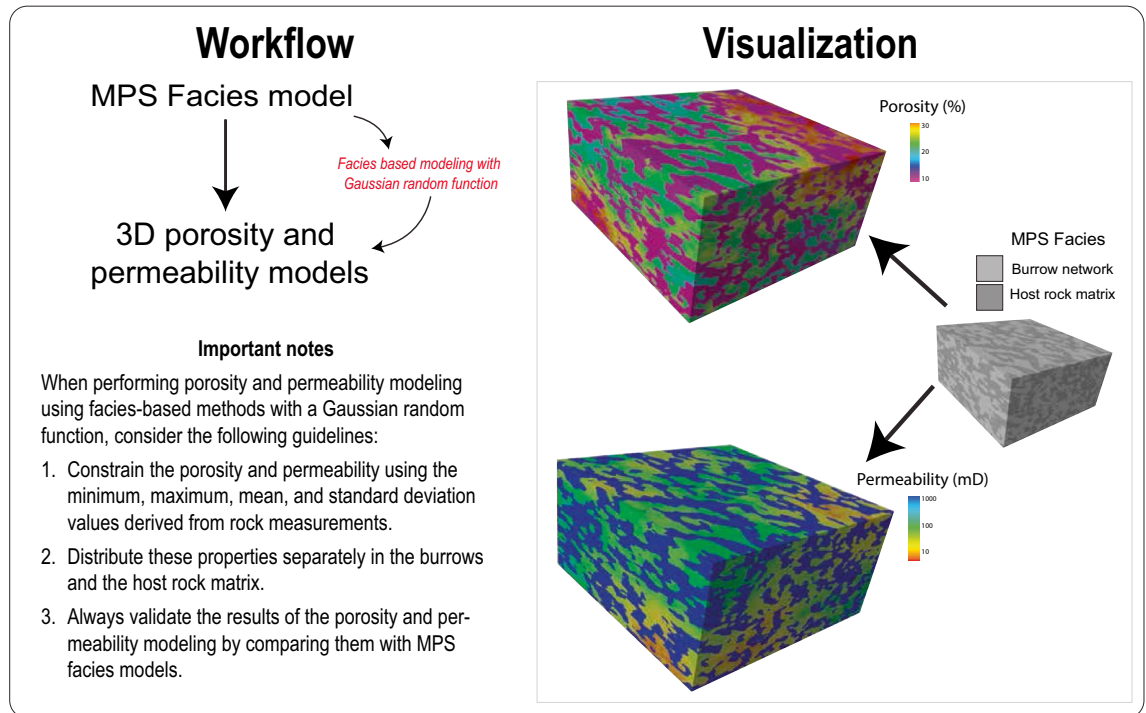 Workflow
MPS Facies model
Facies based modeling with
Gaussian random function
3D porosity and
permeability models
Important notes
When performing porosity and permeability modeling
using facies-based methods with a Gaussian random
function, consider the following guidelines:
1. Constrain the porosity and permeability using the
minimum, maximum, mean, and standard deviation
values derived from rock measurements.
2. Distribute these properties separately in the burrows
and the host rock matrix.
3. Always validate the results of the porosity and per-
meability modeling by comparing them with MPS
facies models.
Visualization
Porosity (%)
30
20
10
MPS Facies
Burrow network
Host rock matrix
Permeability (mD)
1000
100
10